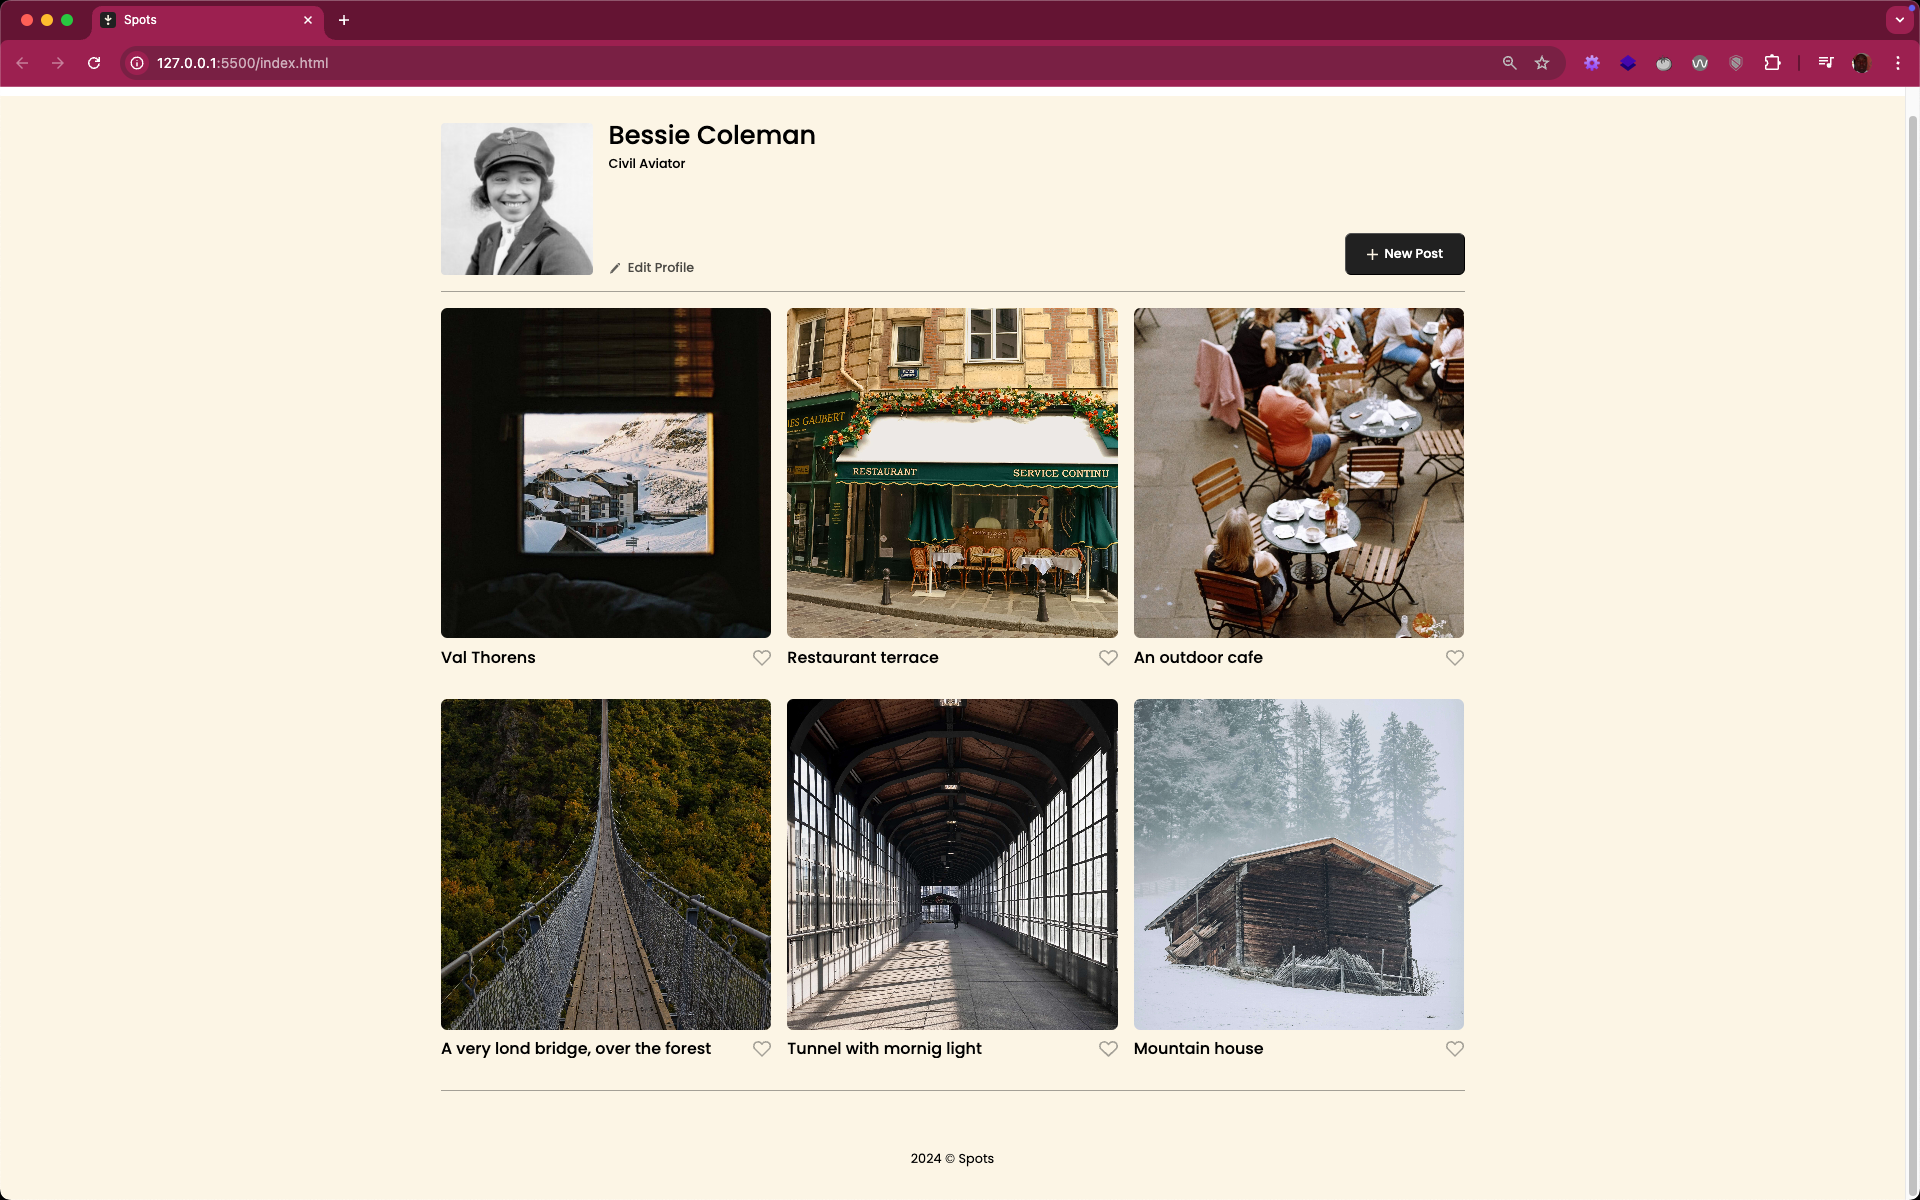 Spots
127.0.0.1:5500/index.html
Bessie Coleman
Civil Aviator
Edit Profile
New Post
RESTAURANT SERVICE CONTINU
Val Thorens
Restaurant terrace
An outdoor cafe
A very lond bridge, over the forest
Tunnel with mornig light
Mountain house
2024 © Spots